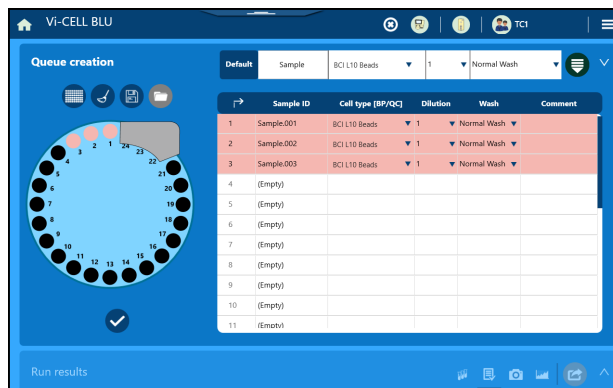 Vi-CELL BLU
TC1
Queue creation
Default Sample BCI L10 Beads 1 Normal Wash
Sample ID Cell type [BP/QC] Dilution Wash Comment
1 Sample.001 BCI L10 Beads 1 Normal Wash
2 Sample.002 BCI L10 Beads 1 Normal Wash
3 Sample.003 BCI L10 Beads 1 Normal Wash
4 (Empty)
5 (Empty)
6 (Empty)
7 (Empty)
8 (Empty)
9 (Empty)
10 (Empty)
11 (Empty)
1
2
3
4
5
6
7
8
9
10
11
12
13
14
15
16
17
18
19
20
21
22
23
24
Run results